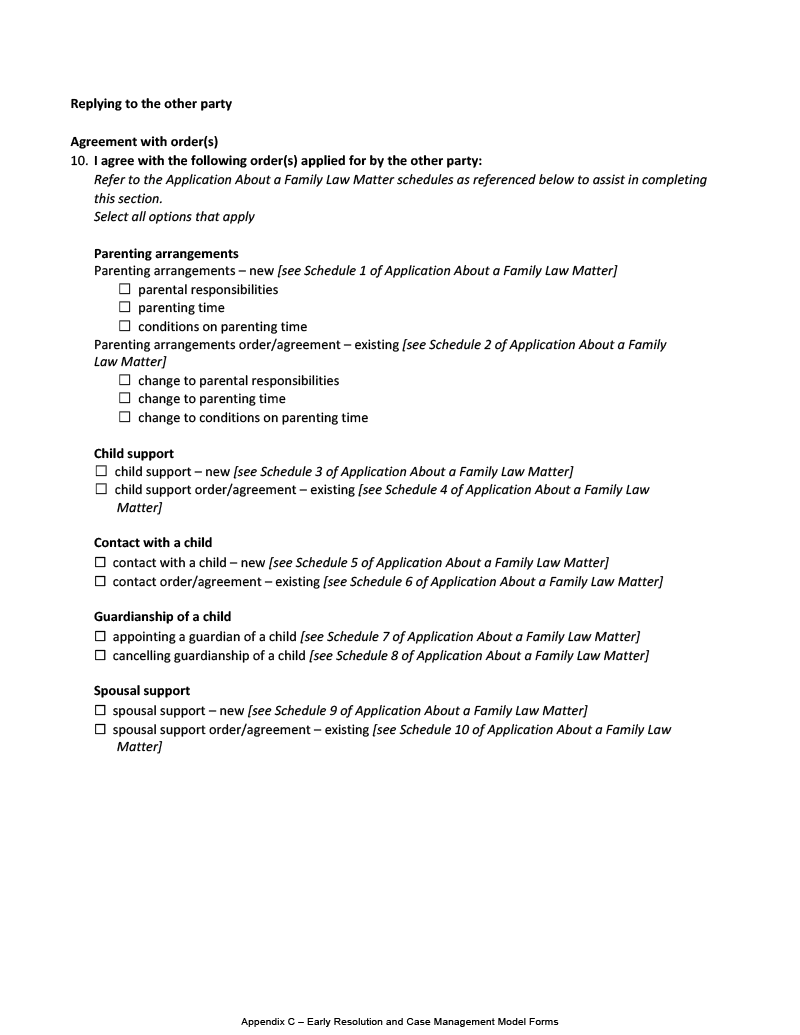 Replying to the other party
Agreement with order(s)
10. I agree with the following order(s) applied for by the other party:
Refer to the Application About a Family Law Matter schedules as referenced below to assist in completing
this section.
Select all options that apply
Parenting arrangements
Parenting arrangements – new [see Schedule 1 of Application About a Family Law Matter]
☐ parental responsibilities
☐ parenting time
☐ conditions on parenting time
Parenting arrangements order/agreement – existing [see Schedule 2 of Application About a Family
Law Matter]
☐ change to parental responsibilities
☐ change to parenting time
☐ change to conditions on parenting time
Child support
☐ child support – new [see Schedule 3 of Application About a Family Law Matter]
☐ child support order/agreement – existing [see Schedule 4 of Application About a Family Law
Matter]
Contact with a child
☐ contact with a child – new [see Schedule 5 of Application About a Family Law Matter]
☐ contact order/agreement – existing [see Schedule 6 of Application About a Family Law Matter]
Guardianship of a child
☐ appointing a guardian of a child [see Schedule 7 of Application About a Family Law Matter]
☐ cancelling guardianship of a child [see Schedule 8 of Application About a Family Law Matter]
Spousal support
☐ spousal support – new [see Schedule 9 of Application About a Family Law Matter]
☐ spousal support order/agreement – existing [see Schedule 10 of Application About a Family Law
Matter]
Appendix C – Early Resolution and Case Management Model Forms